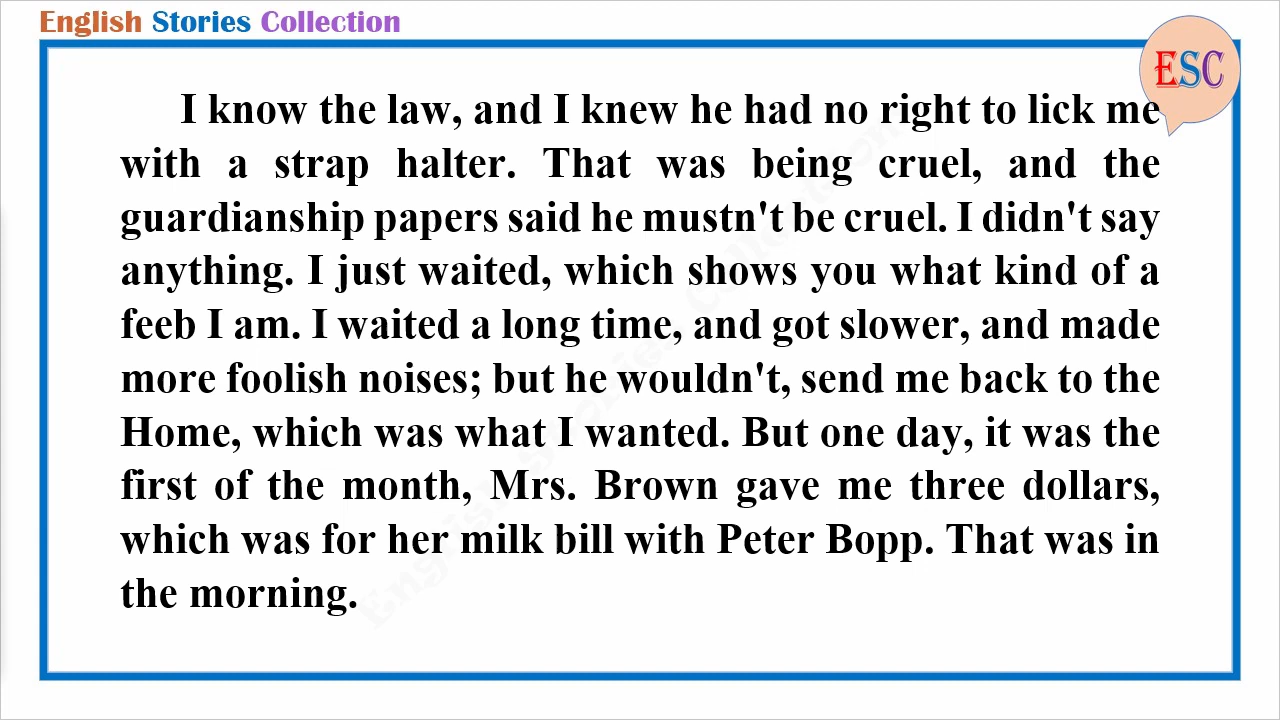 English Stories Collection
ESC
I know the law, and I knew he had no right to lick me
with a strap halter. That was being cruel, and the
guardianship papers said he mustn't be cruel. I didn't say
anything. I just waited, which shows you what kind of a
feeb I am. I waited a long time, and got slower, and made
more foolish noises; but he wouldn't, send me back to the
Home, which was what I wanted. But one day, it was the
first of the month, Mrs. Brown gave me three dollars,
which was for her milk bill with Peter Bopp. That was in
the morning.
English Stories Collection